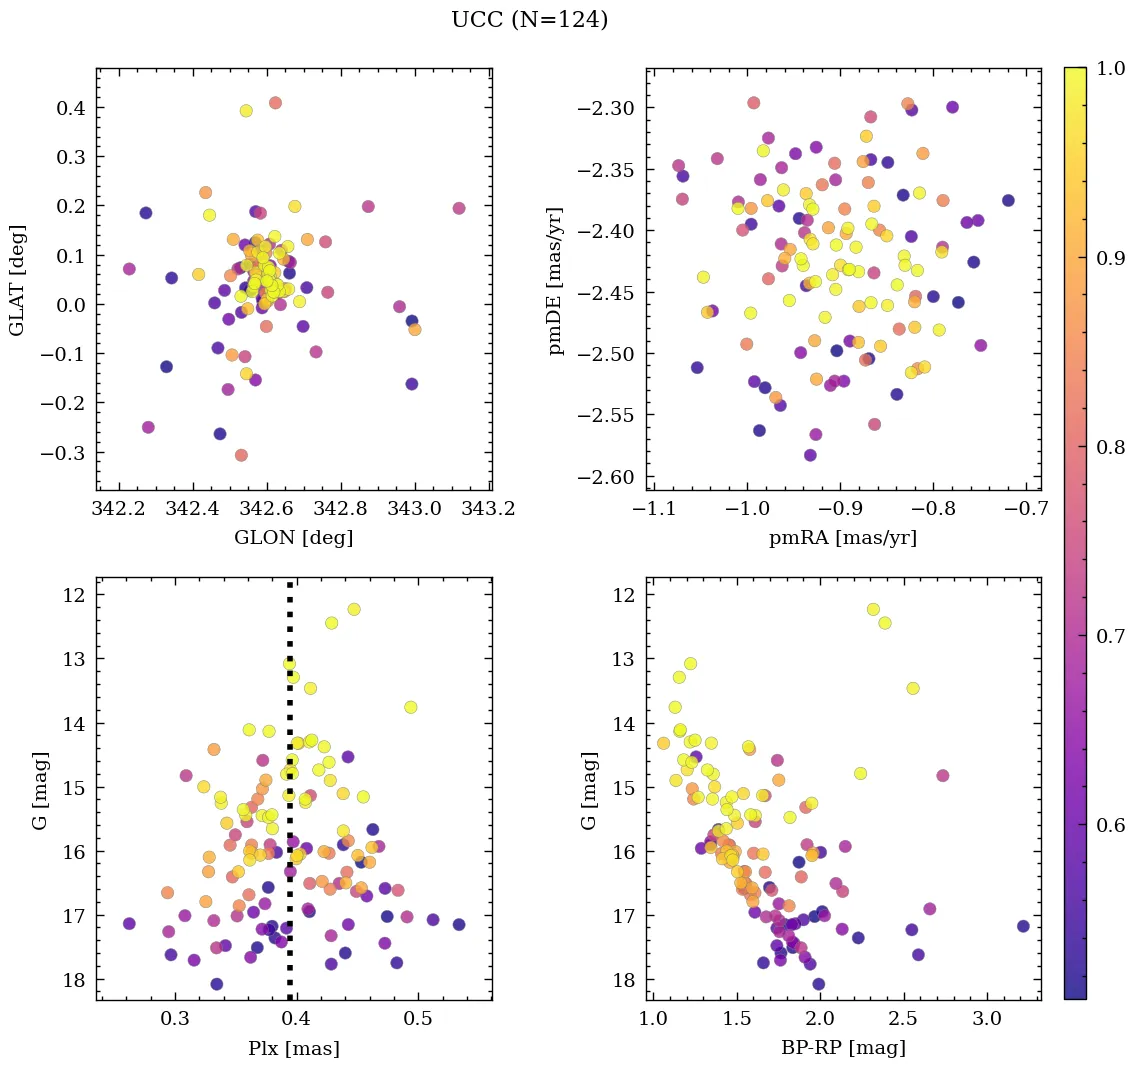 UCC (N=124)
0.4
0.3
0.2
0.1
0.0
−0.1
−0.2
−0.3
GLAT [deg]
342.2 342.4 342.6 342.8 343.0 343.2
GLON [deg]
−2.30
−2.35
−2.40
−2.45
−2.50
−2.55
−2.60
pmDE [mas/yr]
−1.1 −1.0 −0.9 −0.8 −0.7
pmRA [mas/yr]
12
13
14
15
16
17
18
G [mag]
0.3 0.4 0.5
Plx [mas]
12
13
14
15
16
17
18
G [mag]
1.0 1.5 2.0 2.5 3.0
BP-RP [mag]
1.0
0.9
0.8
0.7
0.6